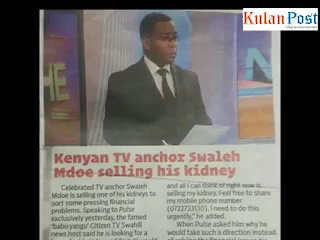 Kulan Post
Kenyan TV anchor Swaleh
Mdoe selling his kidney
Celebrated TV anchor Swaleh
Mdoe is selling one of his kidneys to
sort some pressing financial
problems. Speaking to Pulse
exclusively yesterday, the famed
'babu yangu' Citizen TV Swahili
news host said he is looking for a
and all I can think of right now is
selling my kidney. Feel free to share
my mobile phone number
(0722733130). I need to do this
urgently," he added.
When Pulse asked him why he
would take such a direction instead